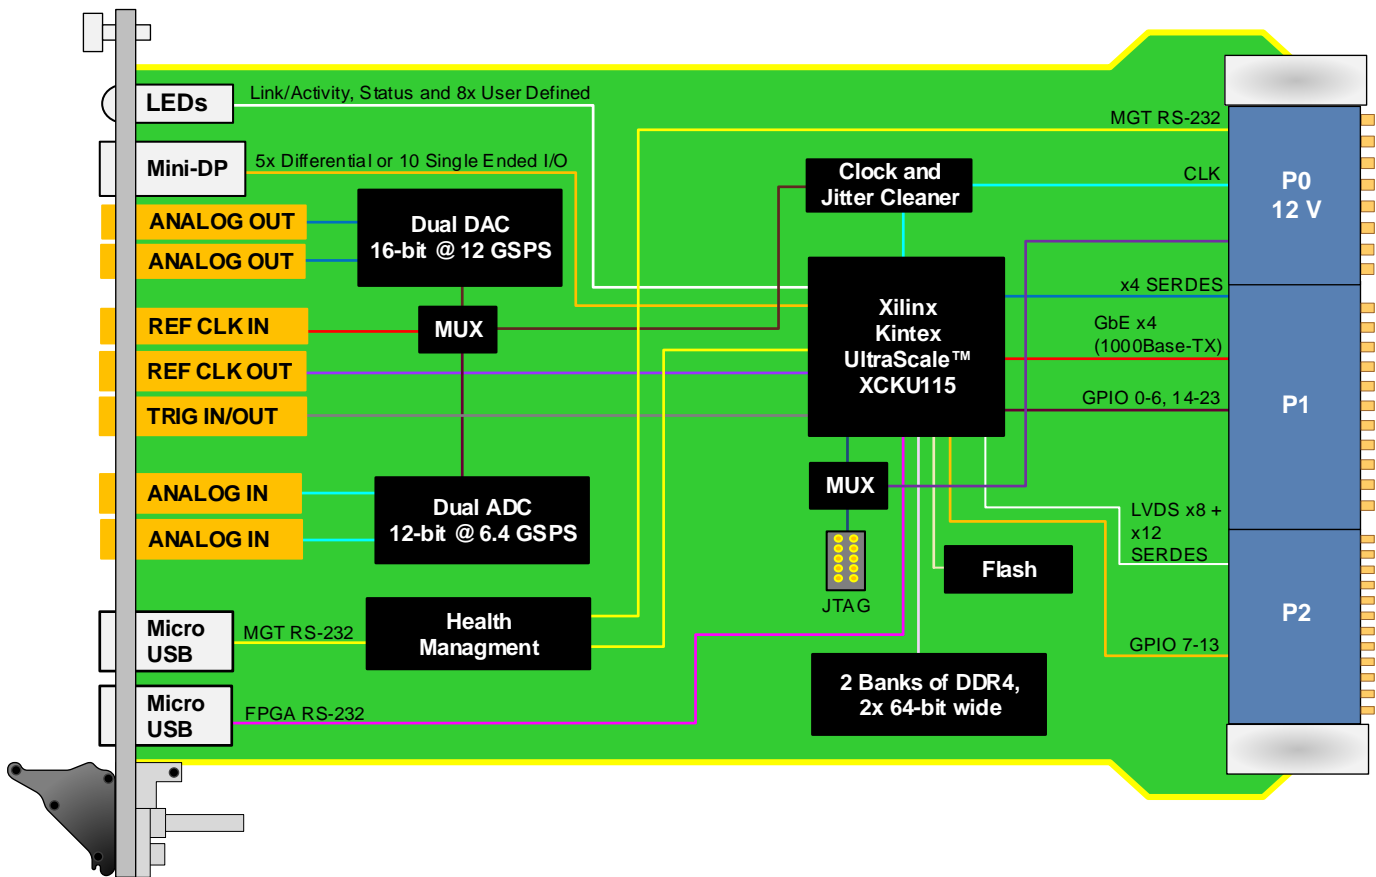 LEDs
Link/Activity, Status and 8x User Defined
MGT RS-232
Mini-DP
5x Differential or 10 Single Ended I/O
Clock and
Jitter Cleaner
CLK
P0
12 V
ANALOG OUT
ANALOG OUT
Dual DAC
16-bit @ 12 GSPS
REF CLK IN
MUX
REF CLK OUT
TRIG IN/OUT
Xilinx
Kintex
UltraScale™
XCKU115
x4 SERDES
GbE x4
(1000Base-TX)
GPIO 0-6, 14-23
P1
ANALOG IN
ANALOG IN
Dual ADC
12-bit @ 6.4 GSPS
MUX
JTAG
Flash
LVDS x8 +
x12
SERDES
P2
GPIO 7-13
Micro
USB
MGT RS-232
Health
Managment
2 Banks of DDR4,
2x 64-bit wide
Micro
USB
FPGA RS-232